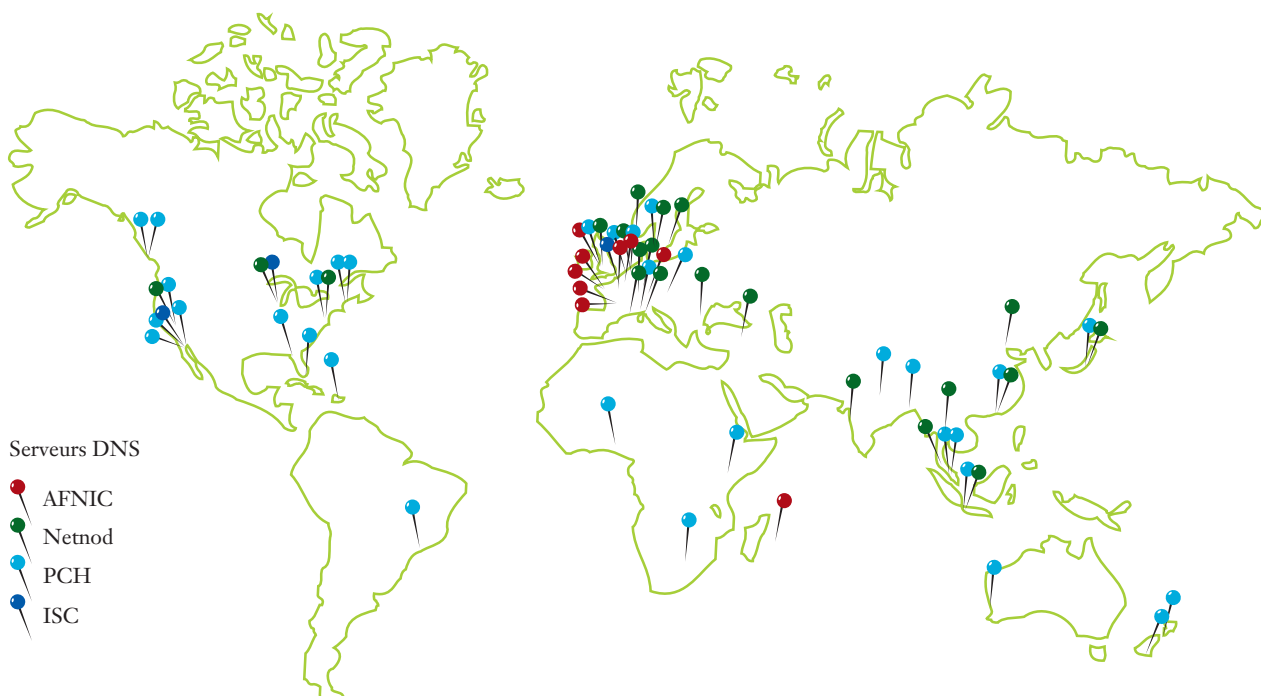 Serveurs DNS
AFNIC
Netnod
PCH
ISC